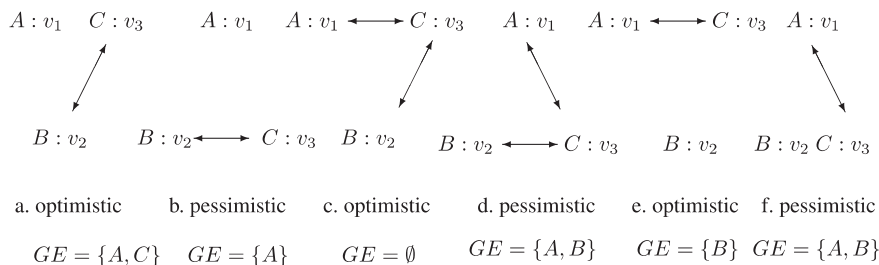 A : v₁ C : v₃ A : v₁ A : v₁ C : v₃ A : v₁ A : v₁ C : v₃ A : v₁
B : v₂ B : v₂ C : v₃ B : v₂ B : v₂ C : v₃ B : v₂ B : v₂ C : v₃
a. optimistic b. pessimistic c. optimistic d. pessimistic e. optimistic f. pessimistic
GE = {A, C} GE = {A} GE = ∅ GE = {A, B} GE = {B} GE = {A, B}